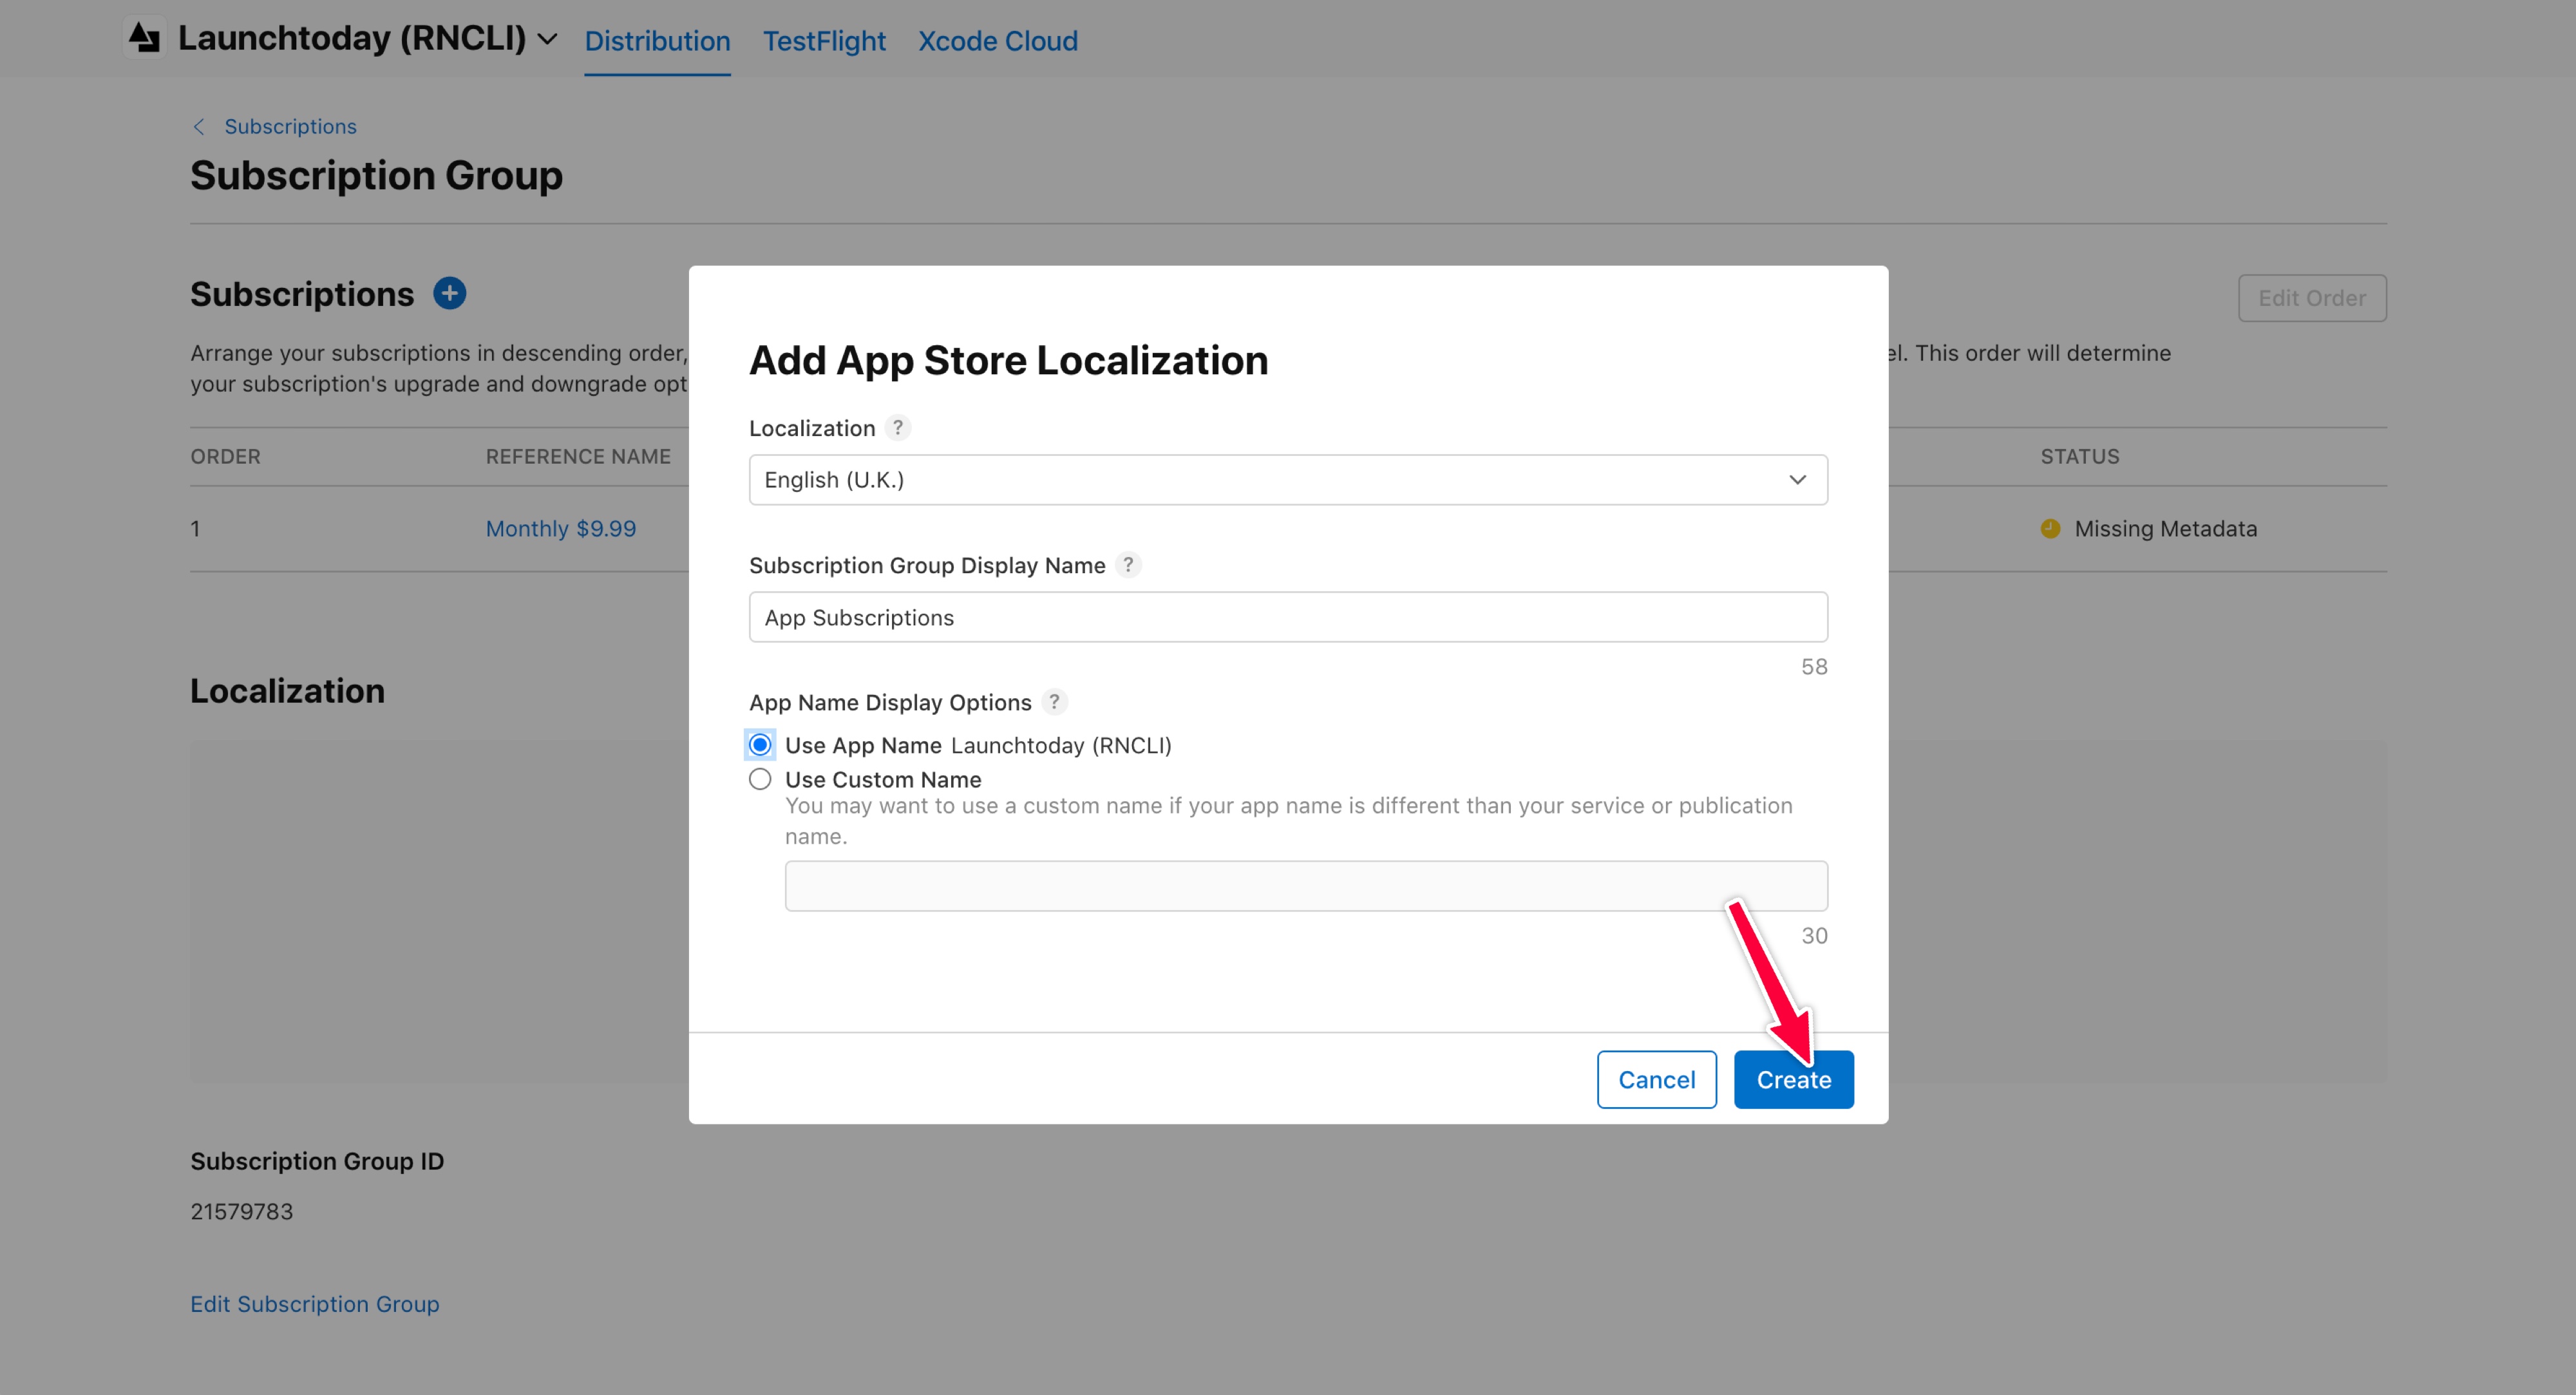 Launchtoday (RNCLI)
Distribution
TestFlight
Xcode Cloud
Subscriptions
Subscription Group
Subscriptions
Edit Order
Arrange your subscriptions in descending order,
el. This order will determine
your subscription's upgrade and downgrade opt
ORDER
REFERENCE NAME
STATUS
1
Monthly $9.99
Missing Metadata
Localization
Subscription Group ID
21579783
Edit Subscription Group
Add App Store Localization
Localization ?
English (U.K.)
Subscription Group Display Name ?
App Subscriptions
58
App Name Display Options ?
Use App Name Launchtoday (RNCLI)
Use Custom Name
You may want to use a custom name if your app name is different than your service or publication
name.
30
Cancel
Create